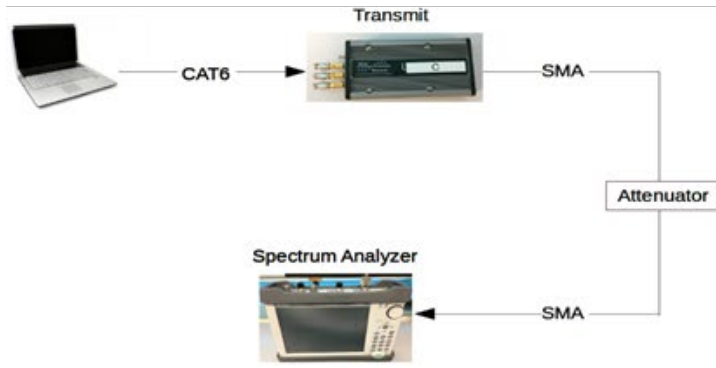 Transmit
CAT6
C
SMA
Attenuator
Spectrum Analyzer
SMA